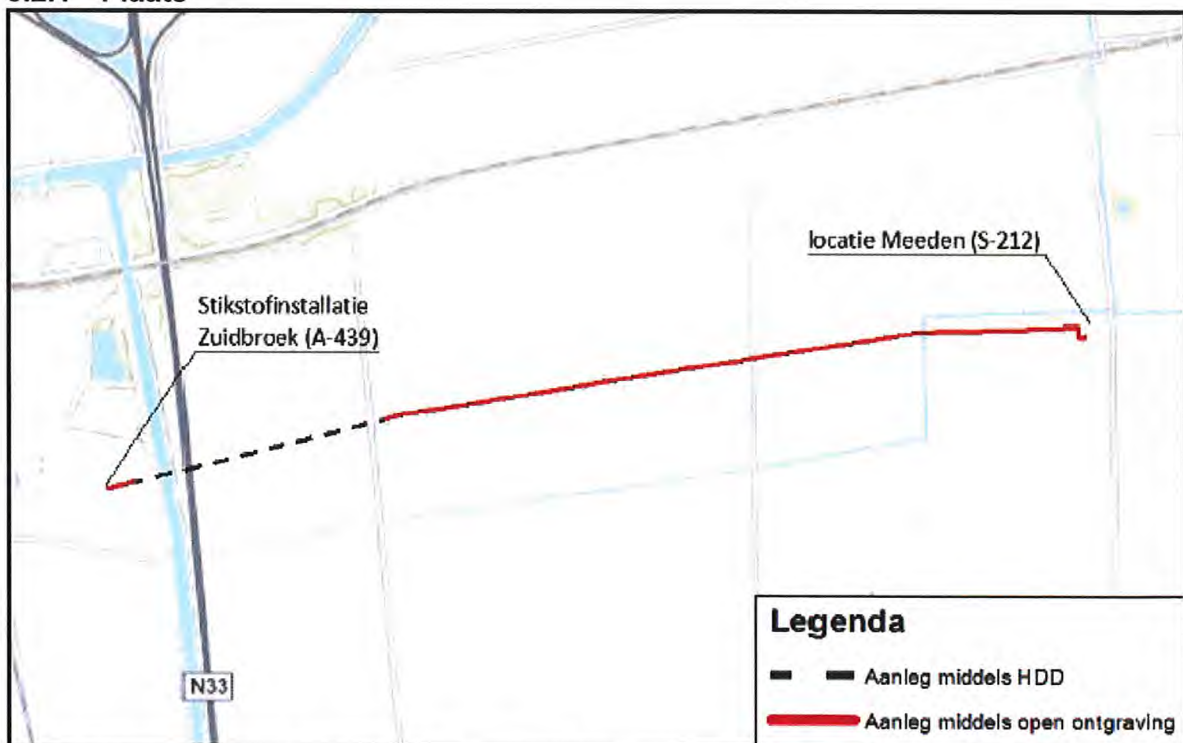 Stikstofinstallatie
Zuidbroek (A-439)
locatie Meeden (S-212)
N33
Legenda
Aanleg middels HDD
Aanleg middels open ontgraving